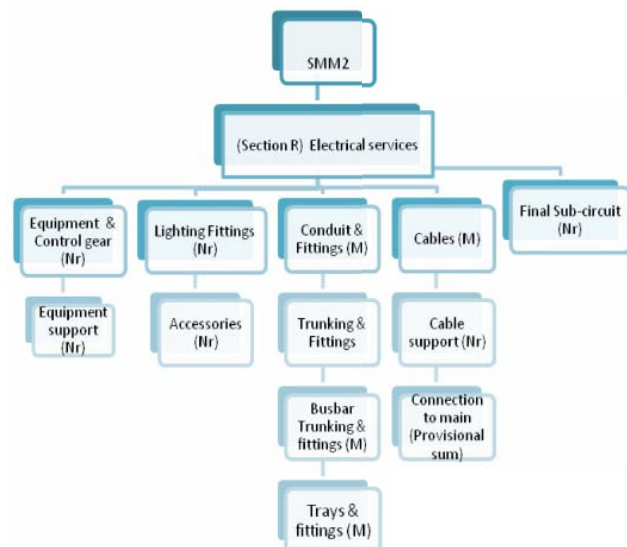 SMM2
(Section R) Electrical services
Equipment &
Control gear
(Nr)
Lighting Fittings
(Nr)
Conduit &
Fittings (M)
Cables (M)
Final Sub-circuit
(Nr)
Equipment
support
(Nr)
Accessories
(Nr)
Trunking &
Fittings
Cable
support (Nr)
Busbar
Trunking &
fittings (M)
Connection
to main
(Provisional
sum)
Trays &
fittings (M)